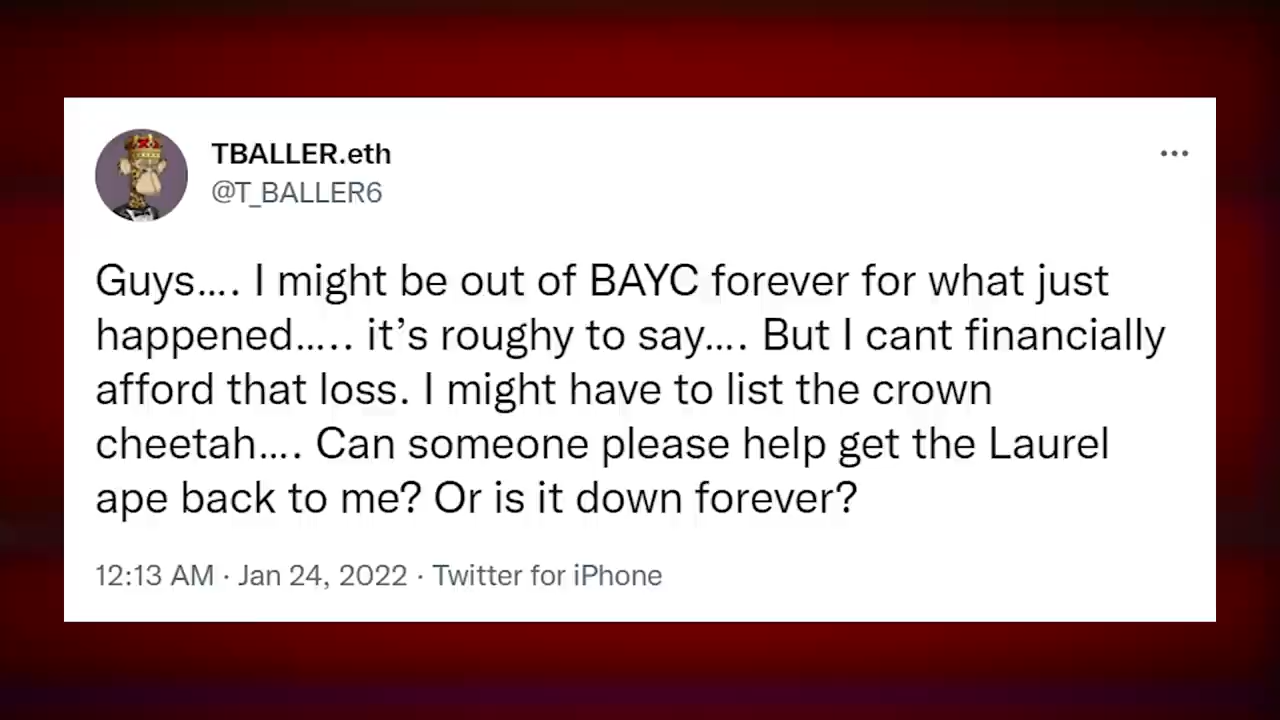 TBALLER.eth
@T_BALLER6
Guys.... I might be out of BAYC forever for what just
happened..... it’s roughy to say.... But I cant financially
afford that loss. I might have to list the crown
cheetah.... Can someone please help get the Laurel
ape back to me? Or is it down forever?
12:13 AM · Jan 24, 2022 · Twitter for iPhone